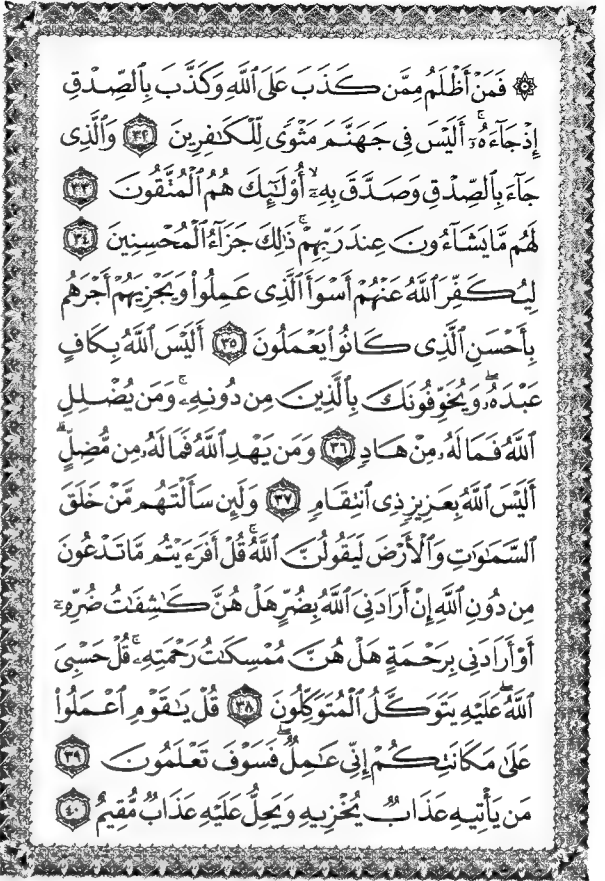 ۞ فَمَنْ أَظْلَمُ مِمَّن كَذَبَ عَلَى ٱللَّهِ وَكَذَّبَ بِٱلصِّدْقِ
إِذْ جَآءَهُۥٓ ۚ أَلَيْسَ فِى جَهَنَّمَ مَثْوًى لِّلْكَـٰفِرِينَ ٣٢ وَٱلَّذِى
جَآءَ بِٱلصِّدْقِ وَصَدَّقَ بِهِۦٓ ۙ أُو۟لَـٰٓئِكَ هُمُ ٱلْمُتَّقُونَ ٣٣
لَهُم مَّا يَشَآءُونَ عِندَ رَبِّهِمْ ۚ ذَٰلِكَ جَزَآءُ ٱلْمُحْسِنِينَ ٣٤
لِيُكَفِّرَ ٱللَّهُ عَنْهُمْ أَسْوَأَ ٱلَّذِى عَمِلُوا۟ وَيَجْزِيَهُمْ أَجْرَهُم
بِأَحْسَنِ ٱلَّذِى كَانُوا۟ يَعْمَلُونَ ٣٥ أَلَيْسَ ٱللَّهُ بِكَافٍ
عَبْدَهُۥ ۖ وَيُخَوِّفُونَكَ بِٱلَّذِينَ مِن دُونِهِۦ ۚ وَمَن يُضْلِلِ
ٱللَّهُ فَمَا لَهُۥ مِنْ هَادٍ ٣٦ وَمَن يَهْدِ ٱللَّهُ فَمَا لَهُۥ مِن مُّضِلٍّ ۗ
أَلَيْسَ ٱللَّهُ بِعَزِيزٍ ذِى ٱنتِقَامٍ ٣٧ وَلَئِن سَأَلْتَهُم مَّنْ خَلَقَ
ٱلسَّمَـٰوَٰتِ وَٱلْأَرْضَ لَيَقُولُنَّ ٱللَّهُ ۚ قُلْ أَفَرَءَيْتُم مَّا تَدْعُونَ
مِن دُونِ ٱللَّهِ إِنْ أَرَادَنِىَ ٱللَّهُ بِضُرٍّ هَلْ هُنَّ كَـٰشِفَـٰتُ ضُرِّهِۦٓ
أَوْ أَرَادَنِى بِرَحْمَةٍ هَلْ هُنَّ مُمْسِكَـٰتُ رَحْمَتِهِۦ ۚ قُلْ حَسْبِىَ
ٱللَّهُ ۖ عَلَيْهِ يَتَوَكَّلُ ٱلْمُتَوَكِّلُونَ ٣٨ قُلْ يَـٰقَوْمِ ٱعْمَلُوا۟
عَلَىٰ مَكَانَتِكُمْ إِنِّى عَـٰمِلٌ ۖ فَسَوْفَ تَعْلَمُونَ ٣٩
مَن يَأْتِيهِ عَذَابٌ يُخْزِيهِ وَيَحِلُّ عَلَيْهِ عَذَابٌ مُّقِيمٌ ٤٠